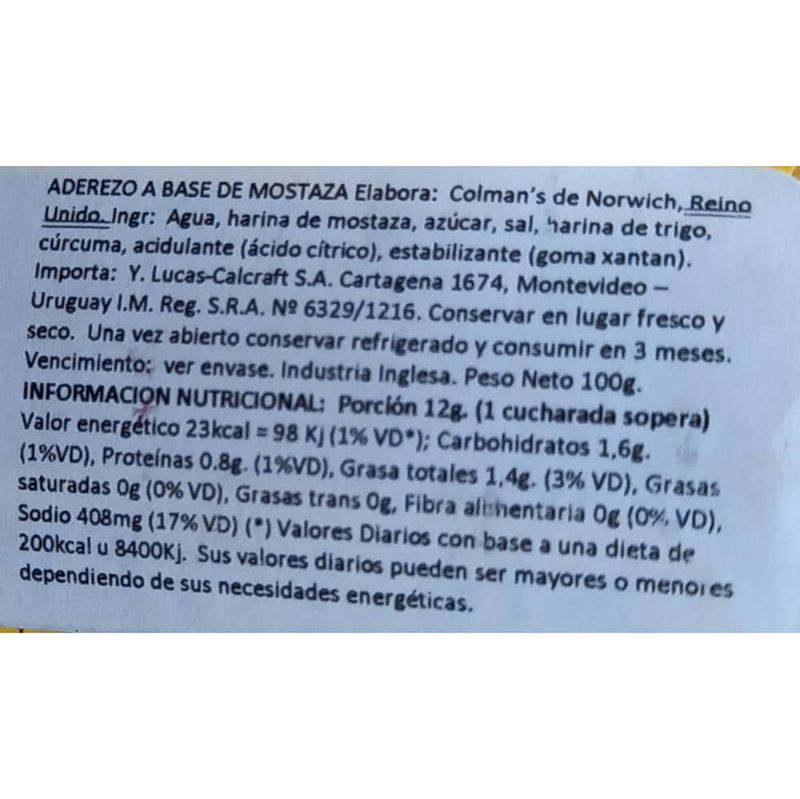 ADEREZO A BASE DE MOSTAZA Elabora: Colman's de Norwich, Reino
Unido. Ingr: Agua, harina de mostaza, azúcar, sal, harina de trigo,
cúrcuma, acidulante (ácido cítrico), estabilizante (goma xantan).
Importa: Y. Lucas-Calcraft S.A. Cartagena 1674, Montevideo –
Uruguay I.M. Reg. S.R.A. Nº 6329/1216. Conservar en lugar fresco y
seco. Una vez abierto conservar refrigerado y consumir en 3 meses.
Vencimiento: ver envase. Industria Inglesa. Peso Neto 100g.
INFORMACION NUTRICIONAL: Porción 12g. (1 cucharada sopera)
Valor energético 23kcal = 98 Kj (1% VD*); Carbohidratos 1,6g.
(1%VD), Proteínas 0.8g. (1%VD), Grasa totales 1,4g. (3% VD), Grasas
saturadas 0g (0% VD), Grasas trans 0g, Fibra alimentaria 0g (0% VD),
Sodio 408mg (17% VD) (*) Valores Diarios con base a una dieta de
200kcal u 8400Kj. Sus valores diarios pueden ser mayores o menores
dependiendo de sus necesidades energéticas.